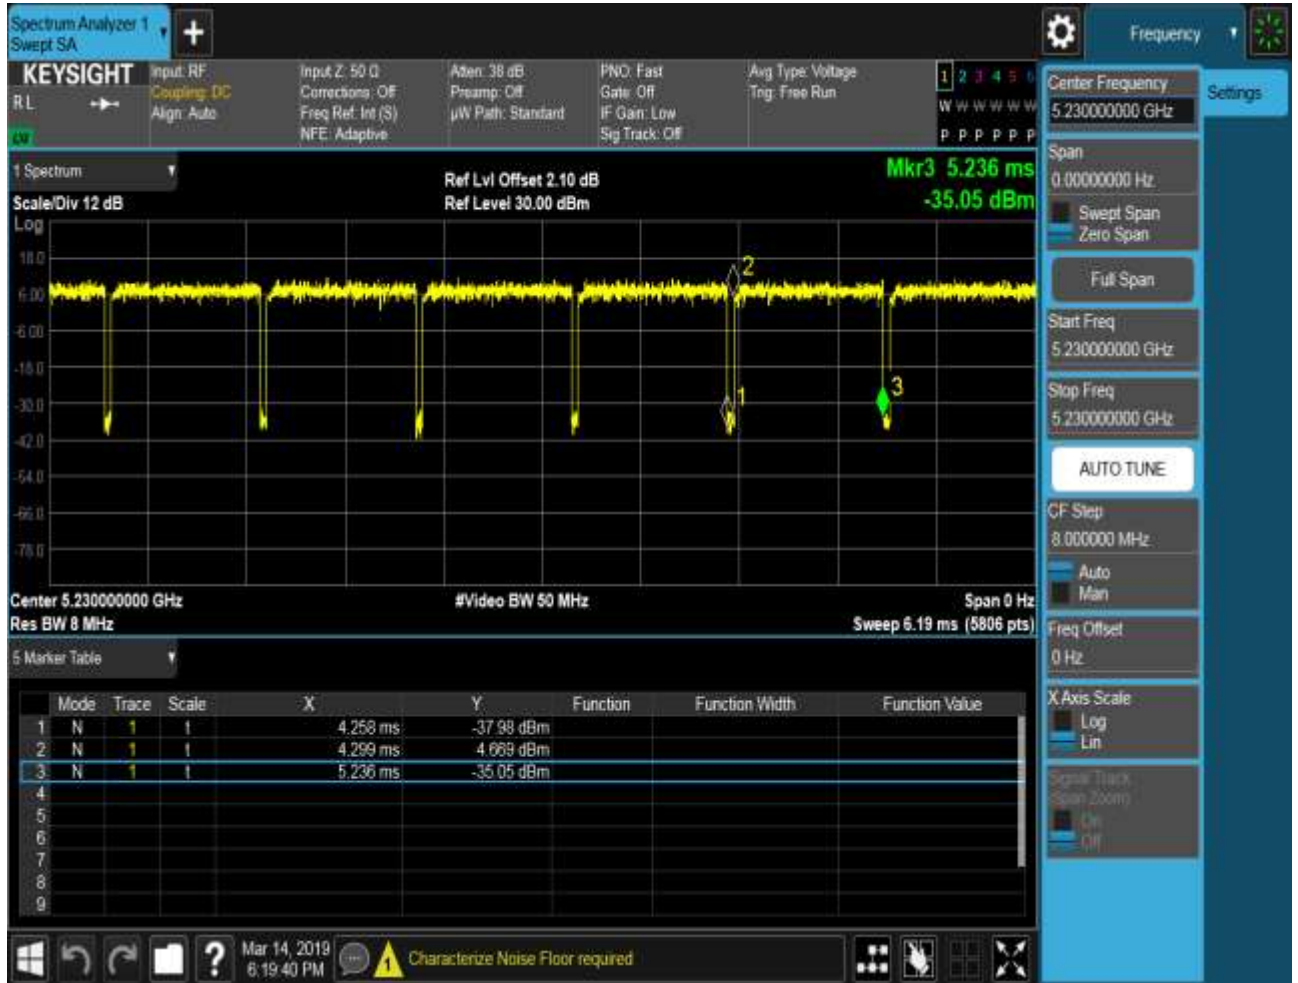 Spectrum Analyzer 1
Swept SA
+
Frequency
KEYSIGHT
RL
Input: RF
Coupling: DC
Align: Auto
Input Z: 50 Ω
Corrections: Off
Freq Ref: Int (S)
NFE: Adaptive
Atten: 38 dB
Preamp: Off
µW Path: Standard
PNO: Fast
Gate: Off
IF Gain: Low
Sig Track: Off
Avg Type: Voltage
Trig: Free Run
1 2 3 4 5 6
W W W W W W
P P P P P P
1 Spectrum
Scale/Div 12 dB
Ref Lvl Offset 2.10 dB
Ref Level 30.00 dBm
Mkr3 5.236 ms
-35.05 dBm
Log
18.0
6.00
-6.00
-18.0
-30.0
-42.0
-54.0
-66.0
-78.0
2
1
3
Center 5.230000000 GHz
#Video BW 50 MHz
Span 0 Hz
Res BW 8 MHz
Sweep 6.19 ms (5806 pts)
5 Marker Table
Mode Trace Scale X Y Function Function Width Function Value
1 N 1 t 4.258 ms -37.98 dBm
2 N 1 t 4.299 ms 4.669 dBm
3 N 1 t 5.236 ms -35.05 dBm
4
5
6
7
8
9
?
Mar 14, 2019
6:19:40 PM
1
Characterize Noise Floor required
Center Frequency
5.230000000 GHz
Settings
Span
0.00000000 Hz
Swept Span
Zero Span
Full Span
Start Freq
5.230000000 GHz
Stop Freq
5.230000000 GHz
AUTO TUNE
CF Step
8.000000 MHz
Auto
Man
Freq Offset
0 Hz
X Axis Scale
Log
Lin
Signal Track
(Span Zoom)
On
Off